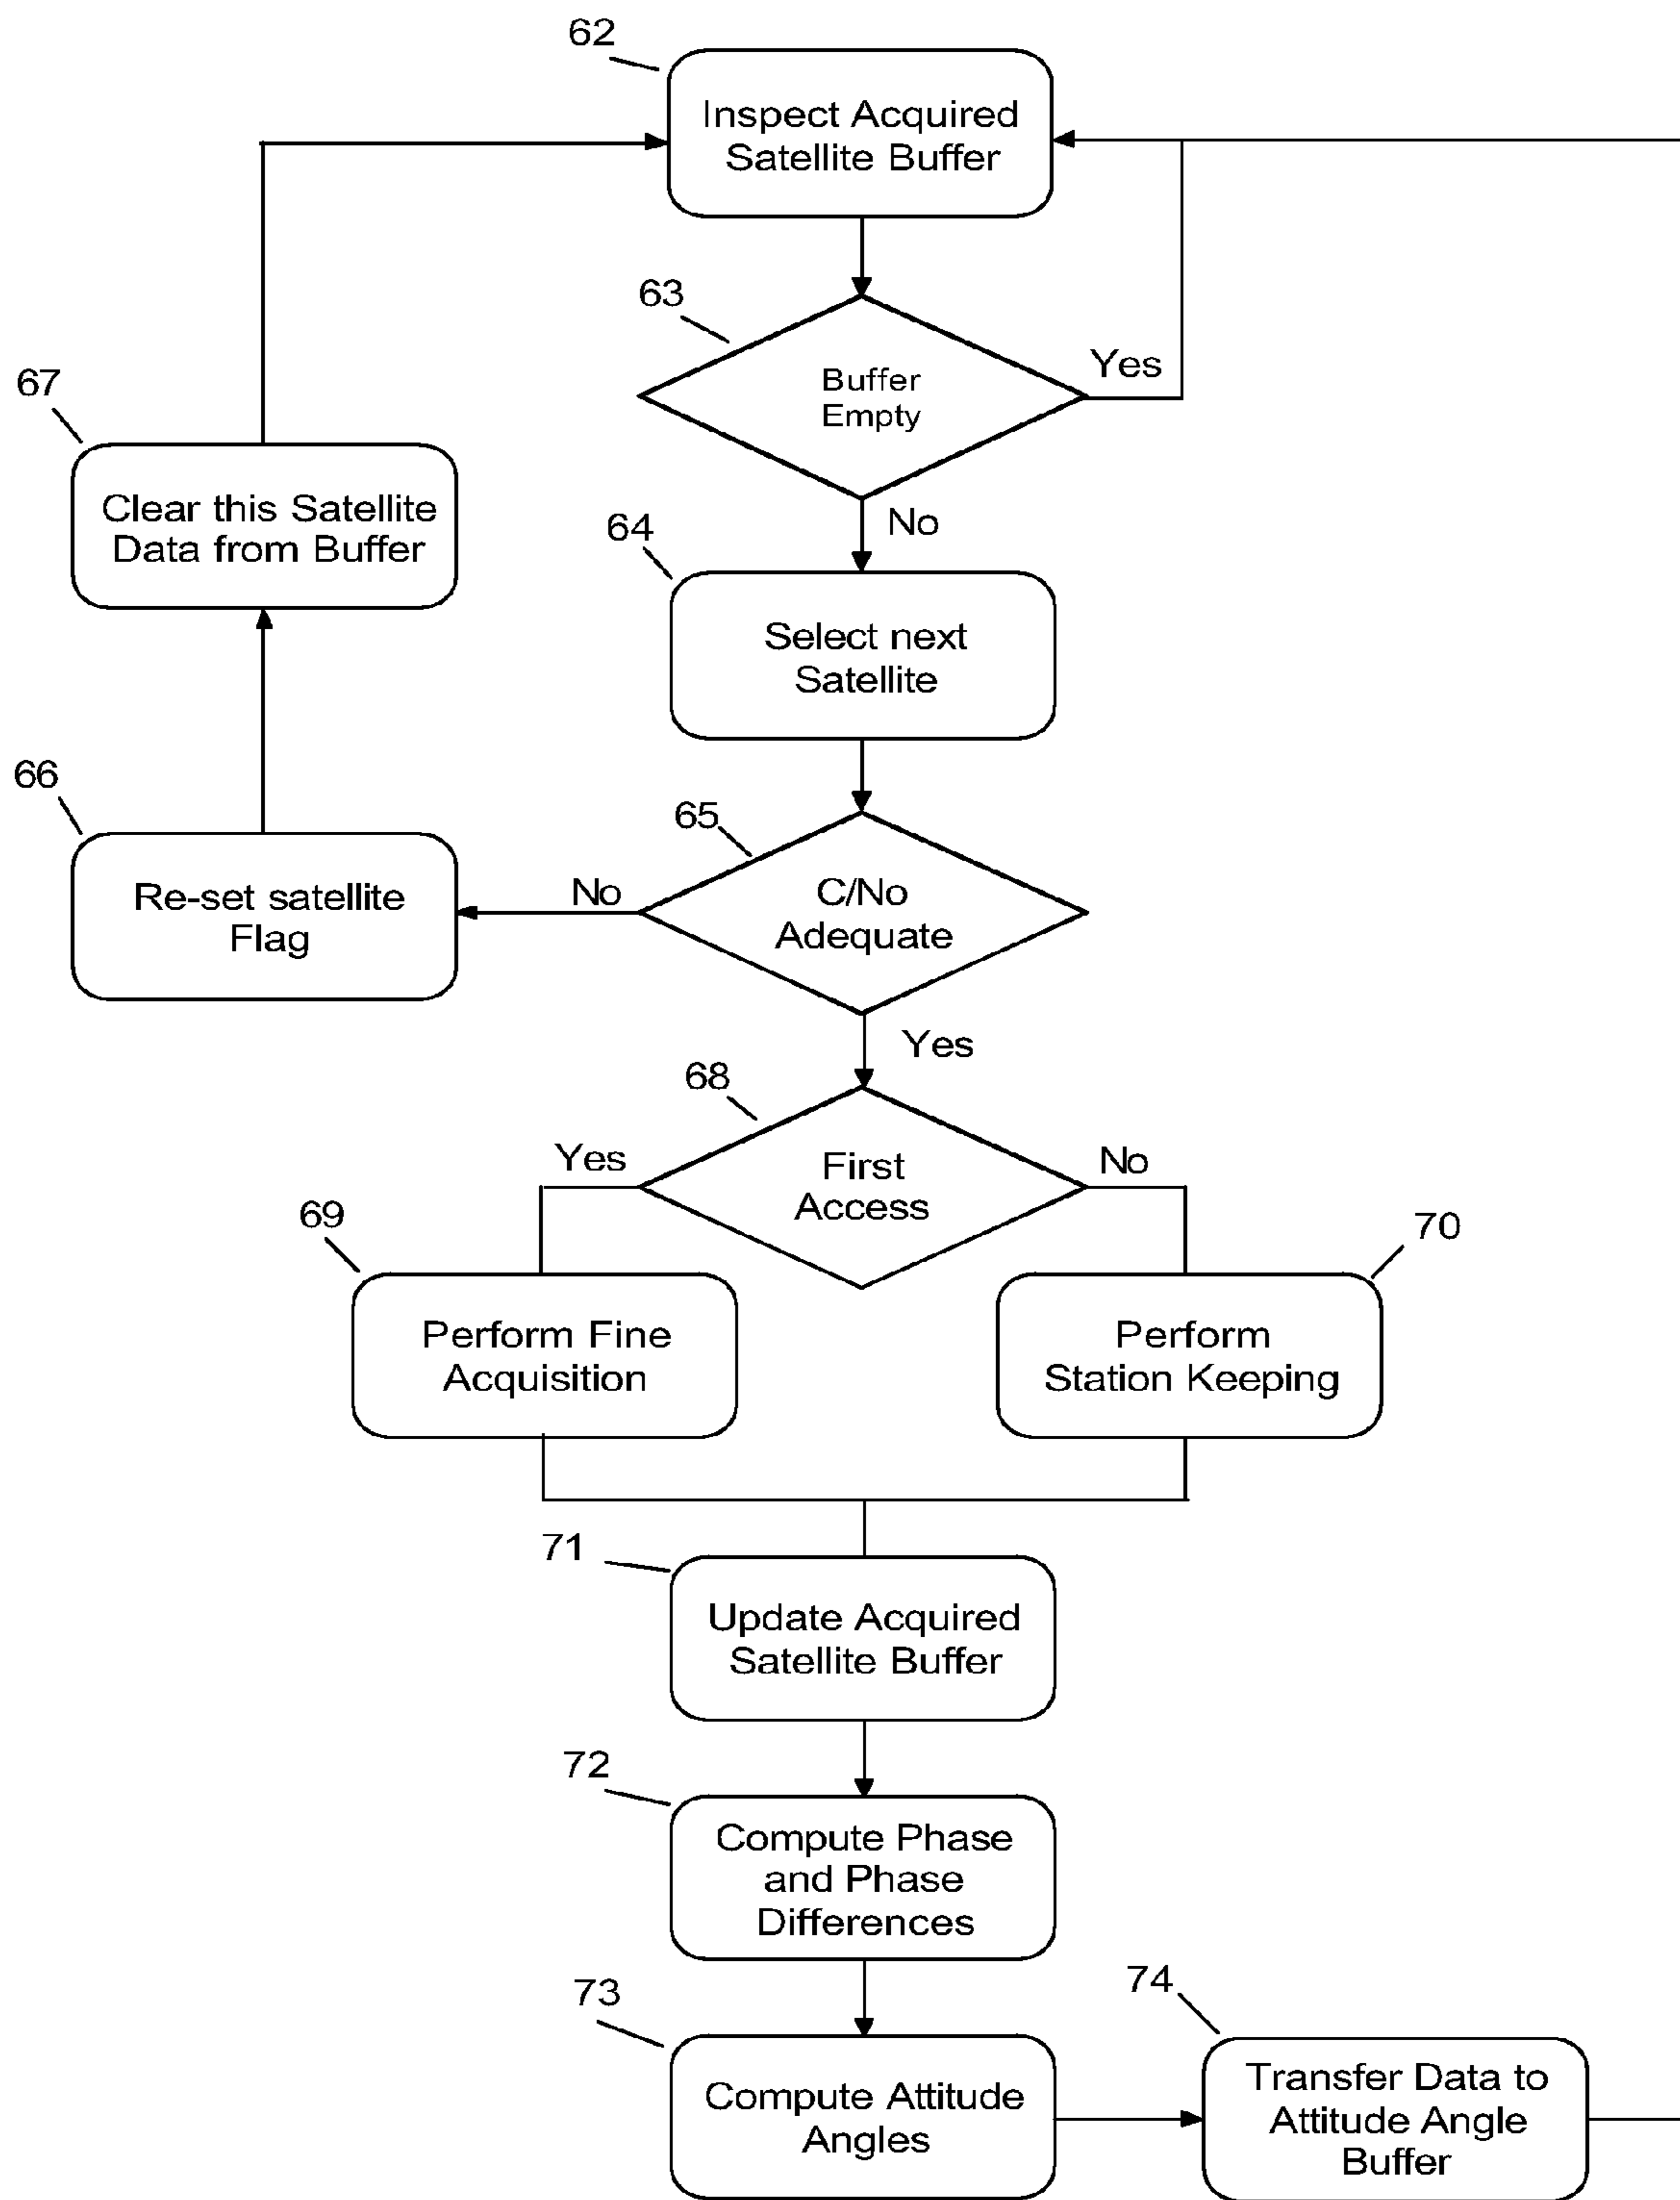 62
Inspect Acquired
Satellite Buffer
63
Buffer
Empty
Yes
67
Clear this Satellite
Data from Buffer
No
64
Select next
Satellite
66
Re-set satellite
Flag
65
No
C/No
Adequate
Yes
68
Yes
First
Access
No
69
Perform Fine
Acquisition
70
Perform
Station Keeping
71
Update Acquired
Satellite Buffer
72
Compute Phase
and Phase
Differences
73
Compute Attitude
Angles
74
Transfer Data to
Attitude Angle
Buffer